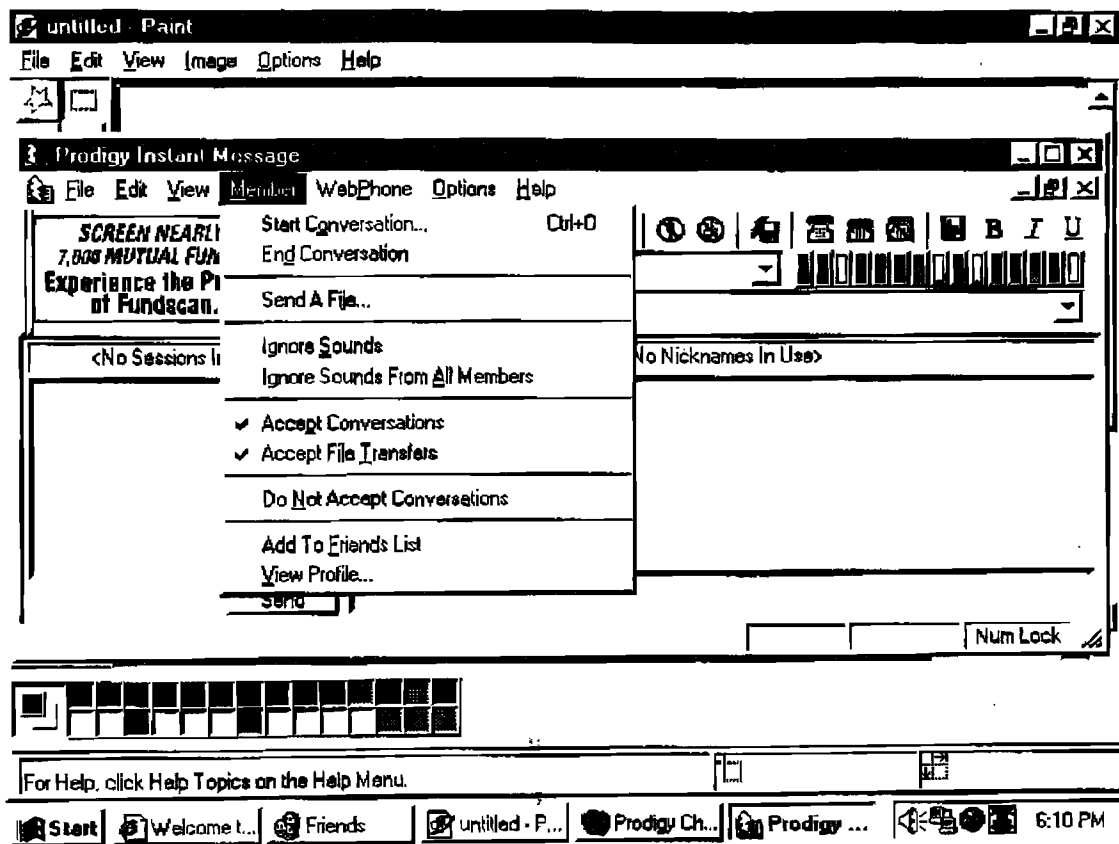 untitled - Paint
File Edit View Image Options Help
Prodigy Instant Message
File Edit View Member WebPhone Options Help
SCREEN NEARLY
7,000 MUTUAL FUN
Experience the Pr
of Fundscan.
Start Conversation... Ctrl+O
End Conversation
Send A File...
Ignore Sounds
Ignore Sounds From All Members
Accept Conversations
Accept File Transfers
Do Not Accept Conversations
Add To Friends List
View Profile...
B I U
<No Sessions In
No Nicknames In Use>
Send
Num Lock
For Help, click Help Topics on the Help Menu.
Start Welcome t... Friends untitled - P... Prodigy Ch... Prodigy ... 6:10 PM